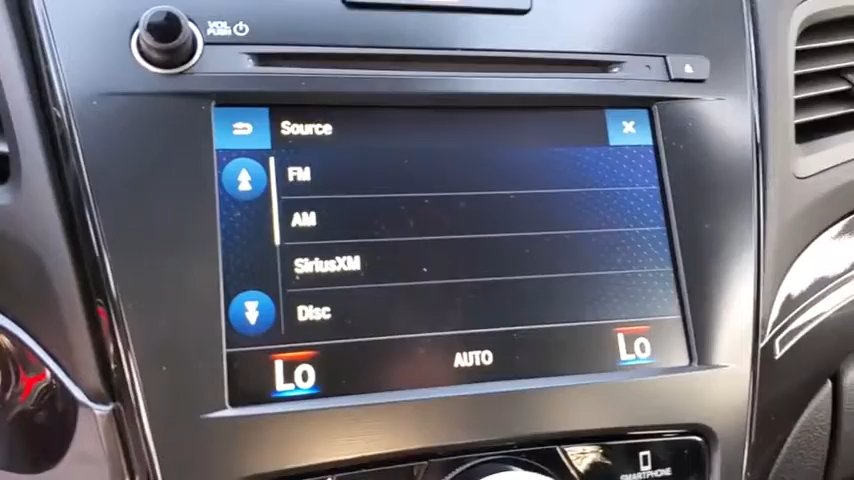 VOL
PUSH
Source
FM
AM
SiriusXM
Disc
Lo AUTO Lo
SMARTPHONE